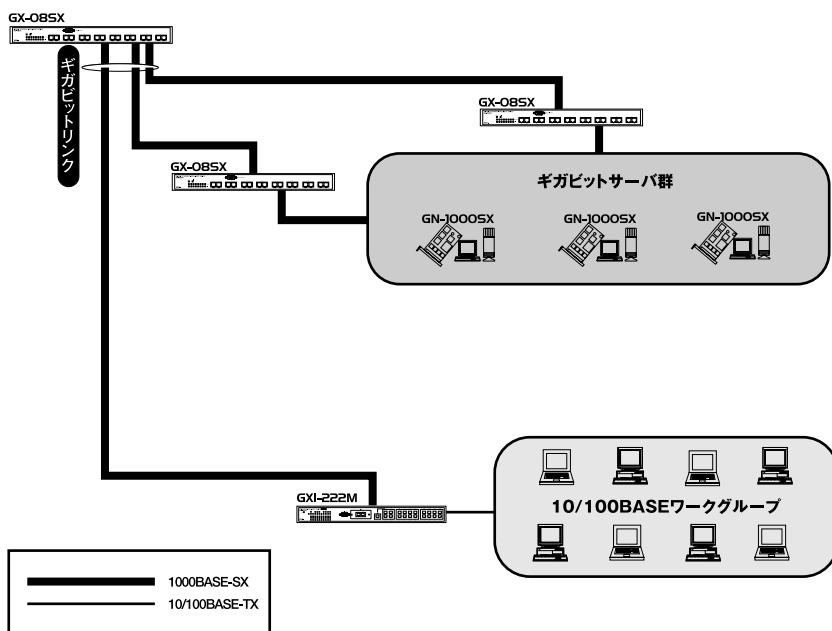 GX-08SX
ギガビットリンク
GX-08SX
GX-08SX
ギガビットサーバ群
GN-1000SX
GN-1000SX
GN-1000SX
GXI-222M
10/100BASEワークグループ
1000BASE-SX
10/100BASE-TX